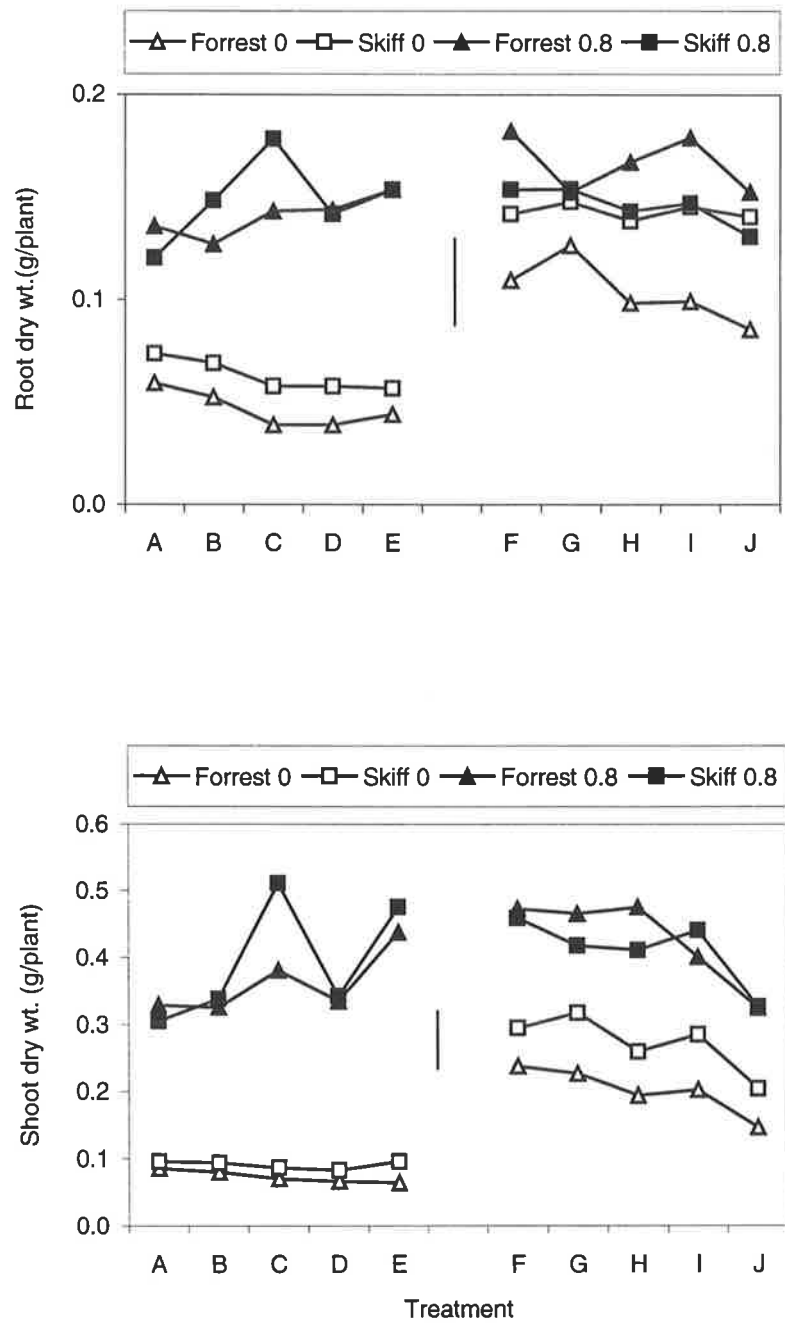 Forrest 0 Skiff 0 Forrest 0.8 Skiff 0.8
0.2
0.1
0.0
Root dry wt.(g/plant)
A B C D E F G H I J
Forrest 0 Skiff 0 Forrest 0.8 Skiff 0.8
0.6
0.5
0.4
0.3
0.2
0.1
0.0
Shoot dry wt. (g/plant)
A B C D E F G H I J
Treatment